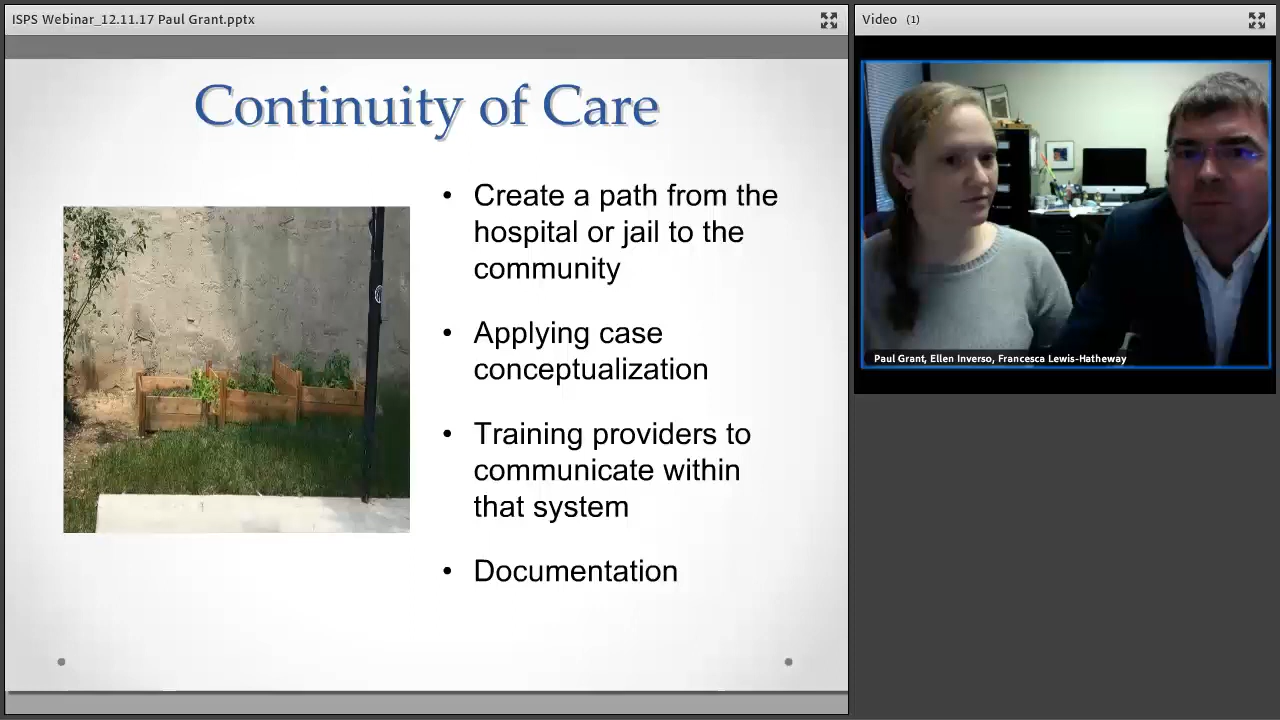 ISPS Webinar_12.11.17 Paul Grant.pptx
Video (1)
Continuity of Care
• Create a path from the
hospital or jail to the
community
• Applying case
conceptualization
• Training providers to
communicate within
that system
• Documentation
Paul Grant, Ellen Inverso, Francesca Lewis-Hatheway